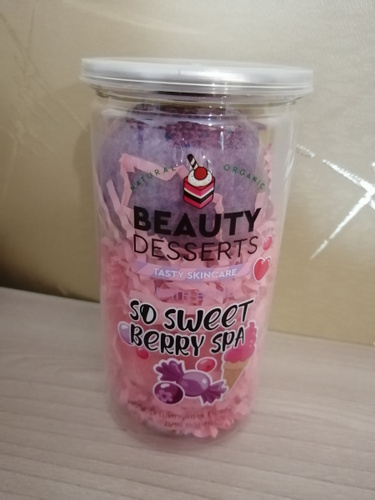 NATURAL ORGANIC
BEAUTY
DESSERTS
TASTY SKINCARE
SO SWEET
BERRY SPA